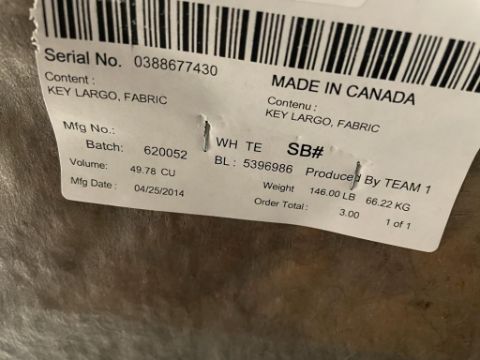 Serial No. 0388677430
MADE IN CANADA
Content :
KEY LARGO, FABRIC
Contenu :
KEY LARGO, FABRIC
Mfg No.:
WH TE SB#
Batch: 620052
BL : 5396986 Produced By TEAM 1
Volume: 49.78 CU
Weight 146.00 LB 66.22 KG
Mfg Date : 04/25/2014
Order Total : 3.00 1 of 1